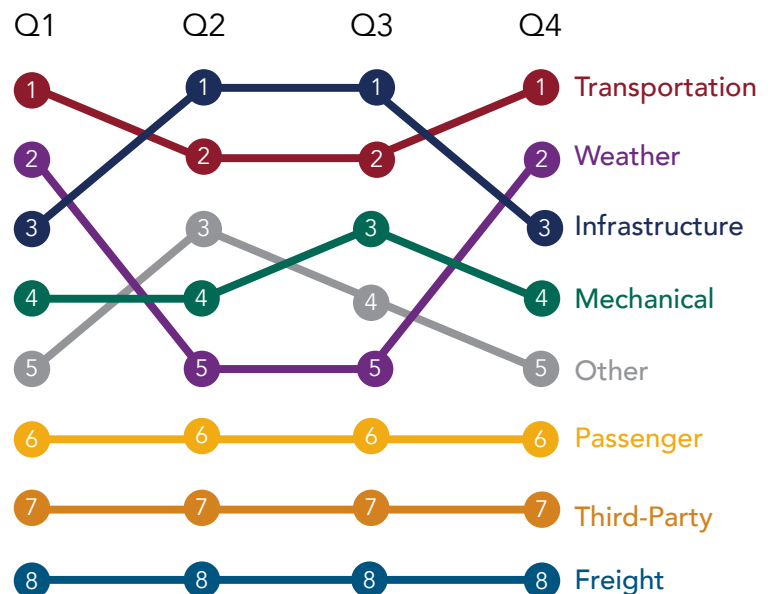 Q1 Q2 Q3 Q4
1 1 1 1 Transportation
2 2 2 2 Weather
3 3 3 3 Infrastructure
4 4 4 4 Mechanical
5 5 5 5 Other
6 6 6 6 Passenger
7 7 7 7 Third-Party
8 8 8 8 Freight